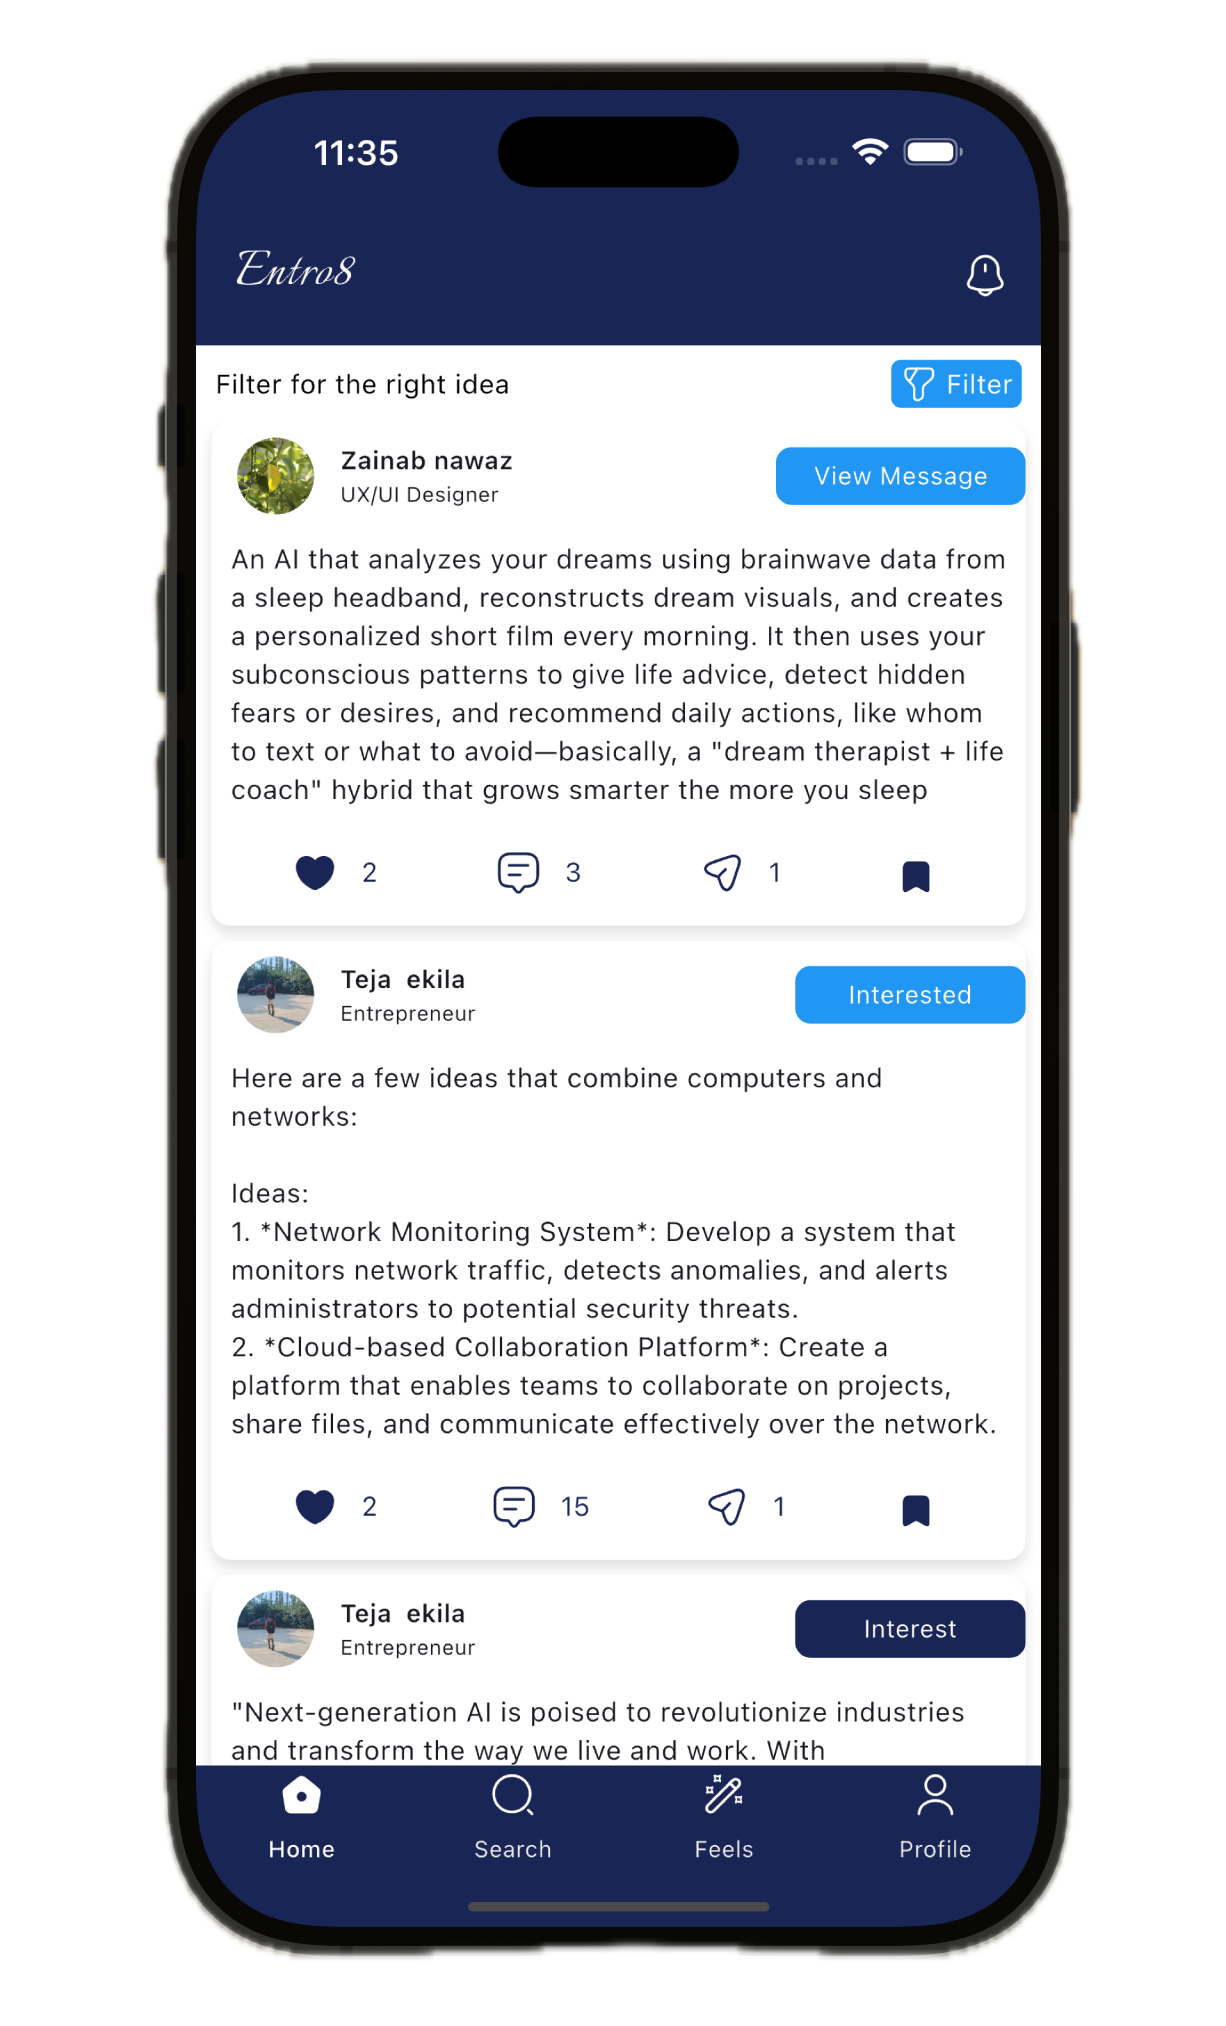 11:35
Entro8
Filter for the right idea
Filter
Zainab nawaz
UX/UI Designer
View Message
An AI that analyzes your dreams using brainwave data from
a sleep headband, reconstructs dream visuals, and creates
a personalized short film every morning. It then uses your
subconscious patterns to give life advice, detect hidden
fears or desires, and recommend daily actions, like whom
to text or what to avoid—basically, a "dream therapist + life
coach" hybrid that grows smarter the more you sleep
2 3 1
Teja  ekila
Entrepreneur
Interested
Here are a few ideas that combine computers and
networks:
Ideas:
1. *Network Monitoring System*: Develop a system that
monitors network traffic, detects anomalies, and alerts
administrators to potential security threats.
2. *Cloud-based Collaboration Platform*: Create a
platform that enables teams to collaborate on projects,
share files, and communicate effectively over the network.
2 15 1
Teja  ekila
Entrepreneur
Interest
"Next-generation AI is poised to revolutionize industries
and transform the way we live and work. With
Home Search Feels Profile